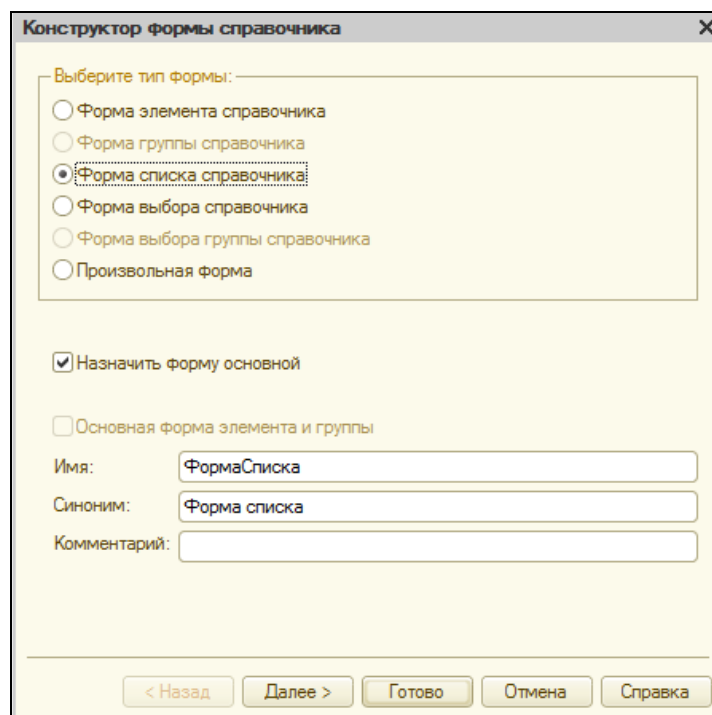 Конструктор формы справочника
Выберите тип формы:
Форма элемента справочника
Форма группы справочника
Форма списка справочника
Форма выбора справочника
Форма выбора группы справочника
Произвольная форма
Назначить форму основной
Основная форма элемента и группы
Имя: ФормаСписка
Синоним: Форма списка
Комментарий:
< Назад Далее > Готово Отмена Справка